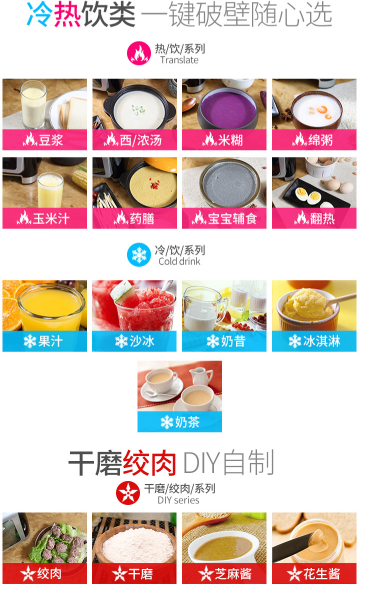 冷热饮类 一键破壁随心选
热/饮/系列
Translate
豆浆 西/浓汤 米糊 绵粥
玉米汁 药膳 宝宝辅食 翻热
冷/饮/系列
Cold drink
果汁 沙冰 奶昔 冰淇淋
奶茶
干磨绞肉 DIY自制
干磨/绞肉/系列
DIY series
绞肉 干磨 芝麻酱 花生酱